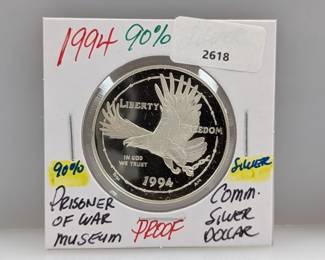 1994 90%
2618
LIBERTY
FREEDOM
IN GOD
WE TRUST
1994
90% SILVER
PRISONER COMM.
OF WAR SILVER
MUSEUM PROOF DOLLAR